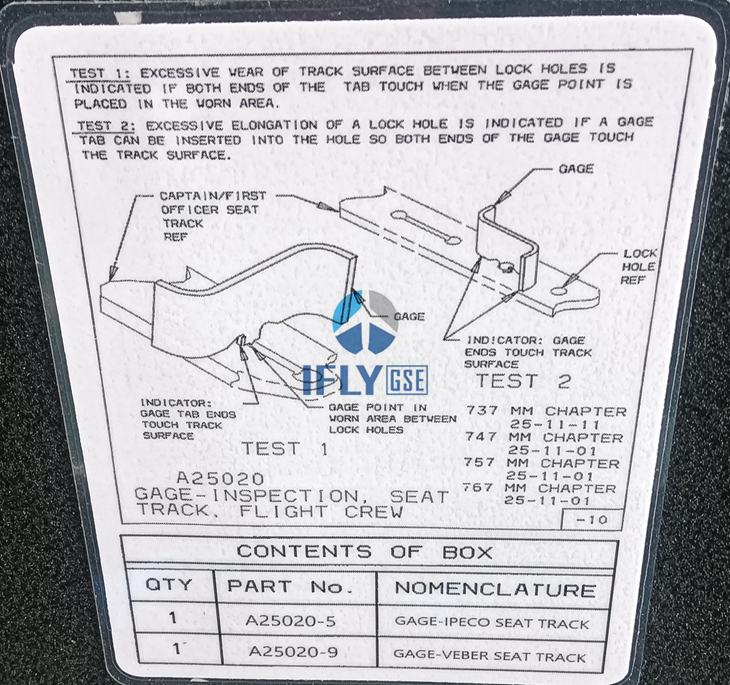 TEST 1: EXCESSIVE WEAR OF TRACK SURFACE BETWEEN LOCK HOLES IS
INDICATED IF BOTH ENDS OF THE TAB TOUCH WHEN THE GAGE POINT IS
PLACED IN THE WORN AREA.
TEST 2: EXCESSIVE ELONGATION OF A LOCK HOLE IS INDICATED IF A GAGE
TAB CAN BE INSERTED INTO THE HOLE SO BOTH ENDS OF THE GAGE TOUCH
THE TRACK SURFACE.
GAGE
CAPTAIN/FIRST
OFFICER SEAT
TRACK
REF
LOCK
HOLE
REF
GAGE
IFLY GSE
INDICATOR: GAGE
ENDS TOUCH TRACK
SURFACE
TEST 2
INDICATOR:
GAGE TAB ENDS
TOUCH TRACK
SURFACE
GAGE POINT IN
WORN AREA BETWEEN
LOCK HOLES
TEST 1
737 MM CHAPTER
25-11-11
747 MM CHAPTER
25-11-01
757 MM CHAPTER
25-11-01
767 MM CHAPTER
25-11-01
A25020
GAGE-INSPECTION, SEAT
TRACK, FLIGHT CREW
-10
CONTENTS OF BOX
QTY PART No. NOMENCLATURE
1 A25020-5 GAGE-IPECO SEAT TRACK
1 A25020-9 GAGE-VEBER SEAT TRACK